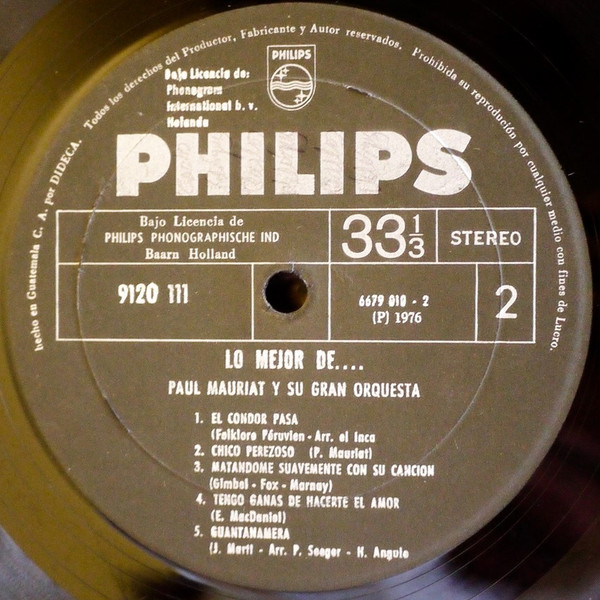 Todos los derechos del Productor, Fabricante y Autor reservados. Prohibida su reproducción por cualquier medio con fines de Lucro.
hecho en Guatemala C. A. por DIDECA.
PHILIPS
Bajo Licencia de:
Phonogram
International b. v.
Holanda
PHILIPS
Bajo Licencia de
PHILIPS PHONOGRAPHISCHE IND
Baarn Holland
33 1/3
STEREO
9120 111
6679 010 - 2
(P) 1976
2
LO MEJOR DE....
PAUL MAURIAT Y SU GRAN ORQUESTA
1. EL CONDOR PASA
(Folklore Péruvien - Arr. el Inca
2. CHICO PEREZOSO (P. Mauriat)
3. MATANDOME SUAVEMENTE CON SU CANCION
(Gimbel - Fox - Marnay)
4. TENGO GANAS DE HACERTE EL AMOR
(E. MacDaniel)
5. GUANTANAMERA
(J. Marti - Arr. P. Seeger - H. Angulo